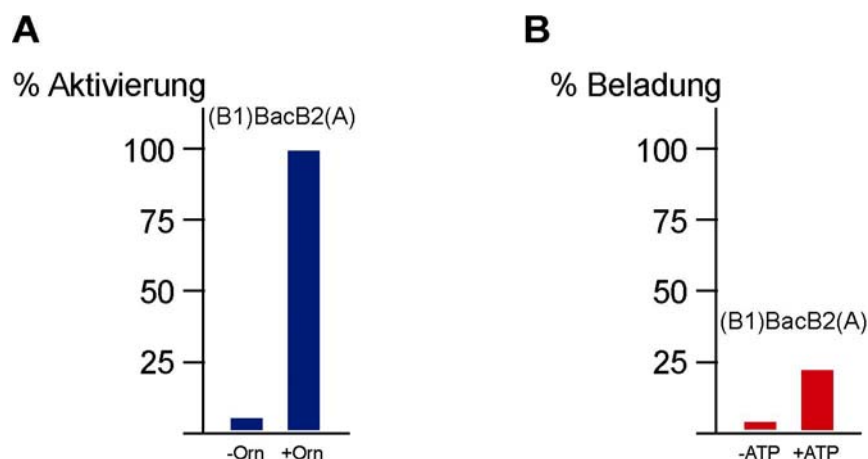 A
% Aktivierung
(B1)BacB2(A)
100
75
50
25
-Orn +Orn
B
% Beladung
100
75
50
(B1)BacB2(A)
25
-ATP +ATP